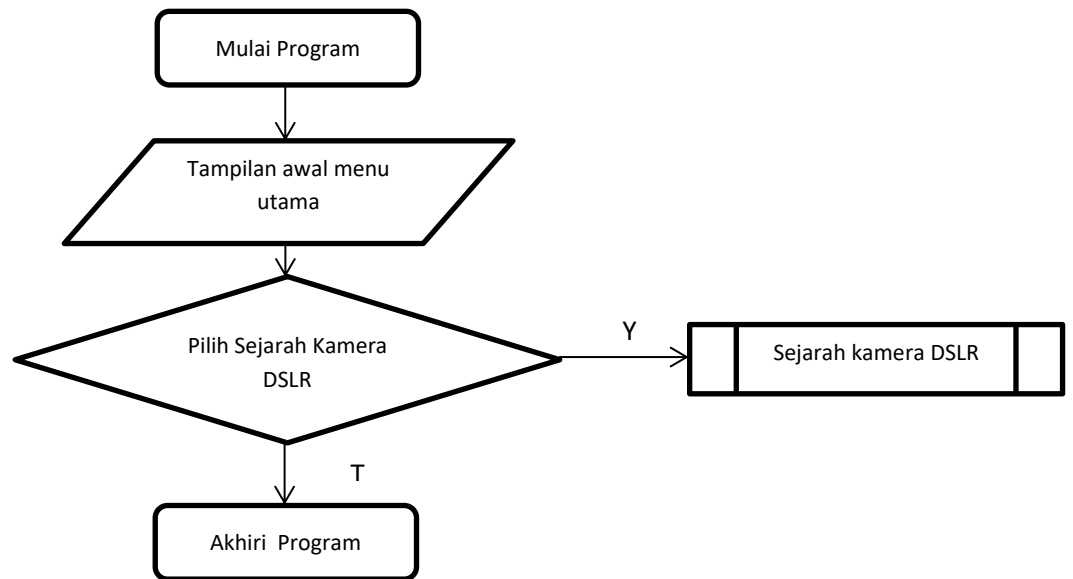 Mulai Program
Tampilan awal menu
utama
Pilih Sejarah Kamera
DSLR
Y
Sejarah kamera DSLR
T
Akhiri  Program